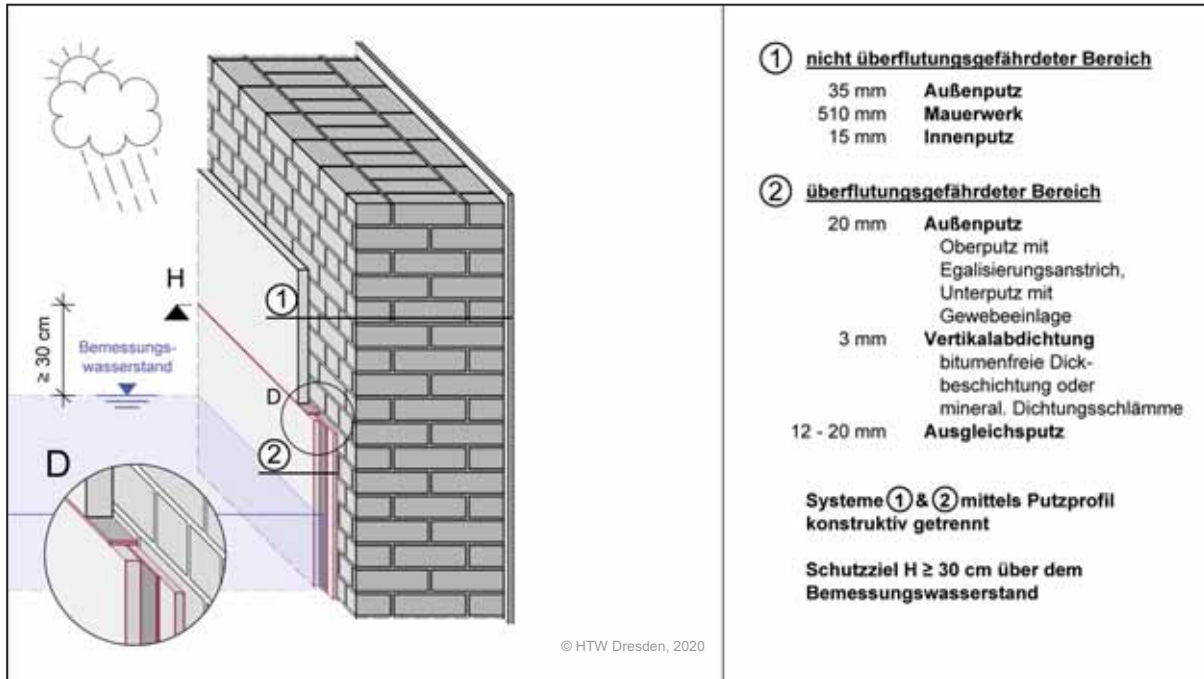 H
≥ 30 cm
Bemessungs-
wasserstand
1
D
2
D
© HTW Dresden, 2020
1 nicht überflutungsgefährdeter Bereich
35 mm Außenputz
510 mm Mauerwerk
15 mm Innenputz
2 überflutungsgefährdeter Bereich
20 mm Außenputz
Oberputz mit
Egalisierungsanstrich,
Unterputz mit
Gewebeeinlage
3 mm Vertikalabdichtung
bitumenfreie Dick-
beschichtung oder
mineral. Dichtungsschlämme
12 - 20 mm Ausgleichsputz
Systeme 1 & 2 mittels Putzprofil
konstruktiv getrennt
Schutzziel H ≥ 30 cm über dem
Bemessungswasserstand